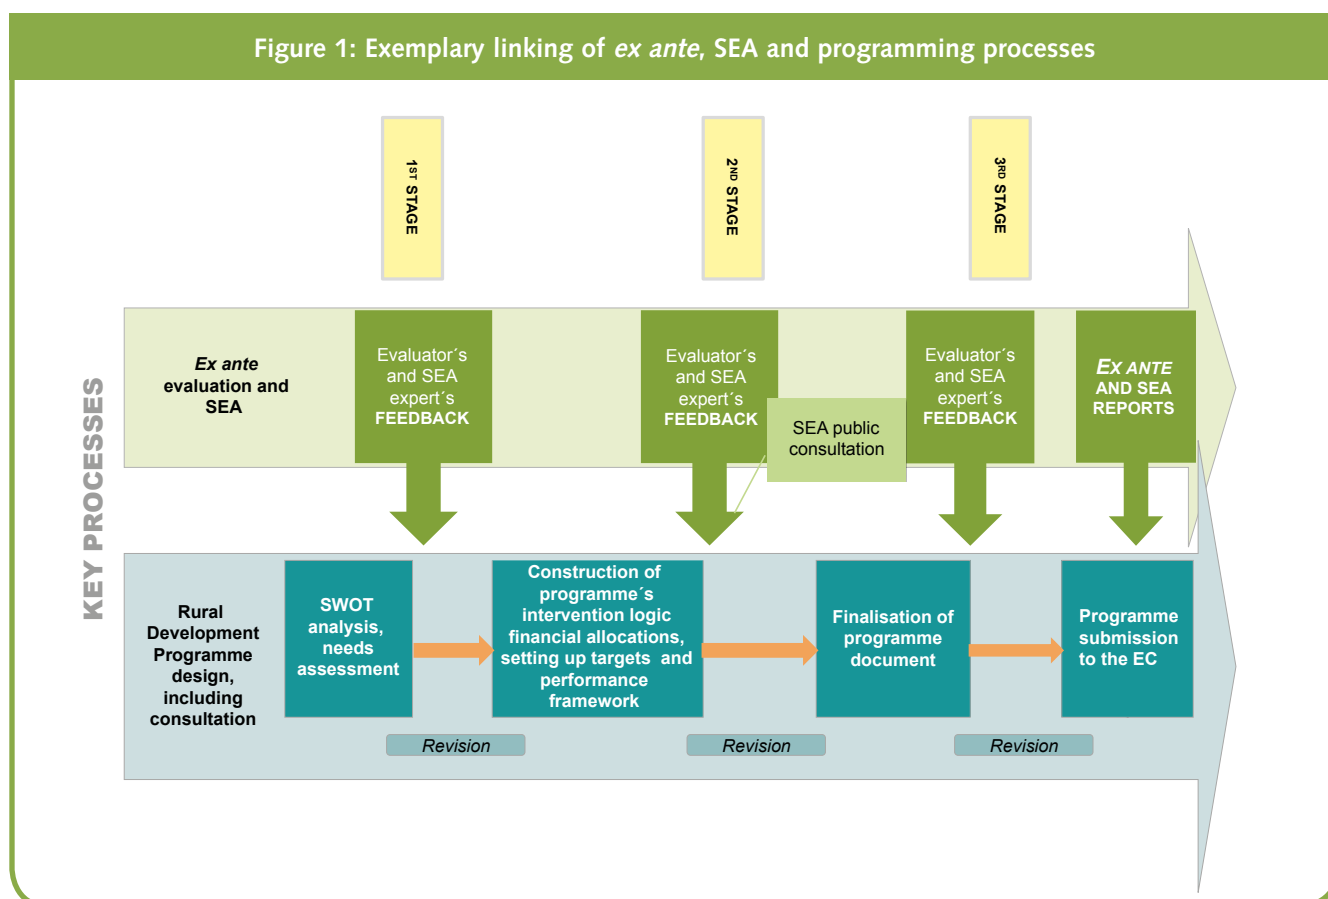 Figure 1: Exemplary linking of ex ante, SEA and programming processes
1ST STAGE
2ND STAGE
3RD STAGE
KEY PROCESSES
Ex ante
evaluation and
SEA
Evaluator´s
and SEA
expert´s
FEEDBACK
Evaluator´s
and SEA
expert´s
FEEDBACK
SEA public
consultation
Evaluator´s
and SEA
expert´s
FEEDBACK
EX ANTE
AND SEA
REPORTS
Rural
Development
Programme
design,
including
consultation
SWOT
analysis,
needs
assessment
Construction of
programme´s
intervention logic
financial allocations,
setting up targets and
performance
framework
Finalisation of
programme
document
Programme
submission
to the EC
Revision
Revision
Revision